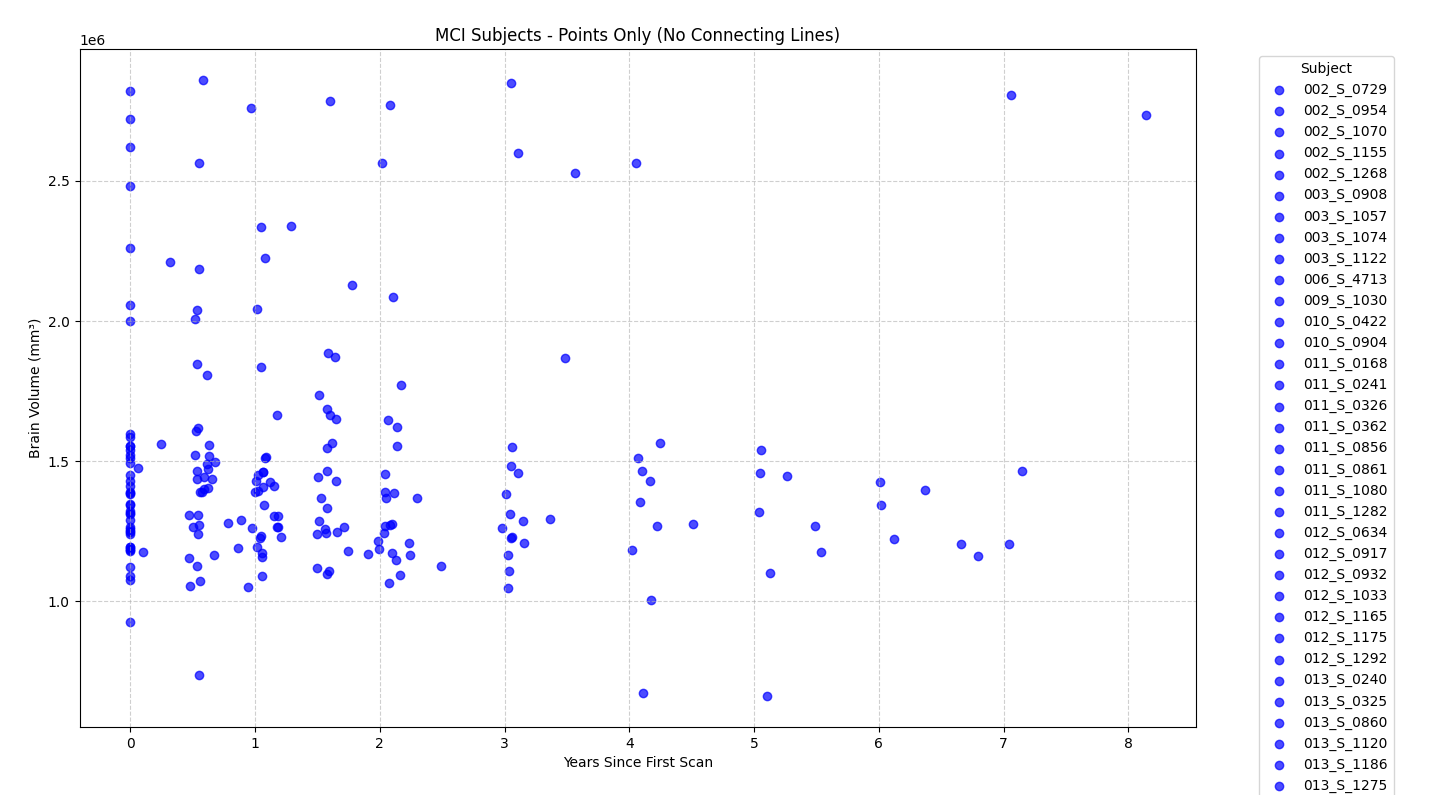 MCI Subjects - Points Only (No Connecting Lines)
1e6
2.5
2.0
1.5
1.0
Brain Volume (mm³)
0 1 2 3 4 5 6 7 8
Years Since First Scan
Subject
002_S_0729
002_S_0954
002_S_1070
002_S_1155
002_S_1268
003_S_0908
003_S_1057
003_S_1074
003_S_1122
006_S_4713
009_S_1030
010_S_0422
010_S_0904
011_S_0168
011_S_0241
011_S_0326
011_S_0362
011_S_0856
011_S_0861
011_S_1080
011_S_1282
012_S_0634
012_S_0917
012_S_0932
012_S_1033
012_S_1165
012_S_1175
012_S_1292
013_S_0240
013_S_0325
013_S_0860
013_S_1120
013_S_1186
013_S_1275